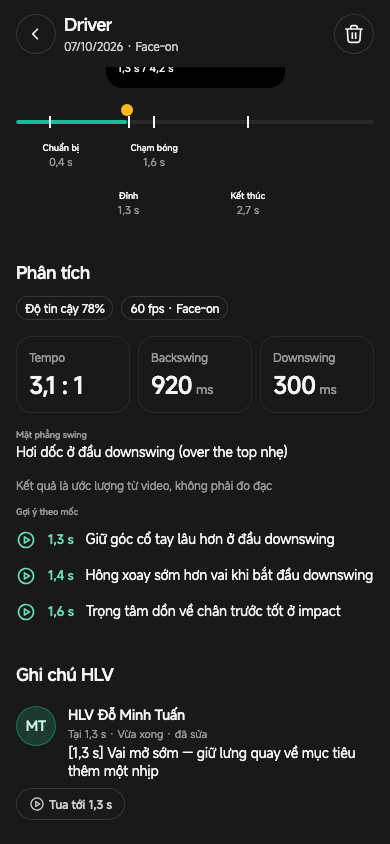 Driver
07/10/2026 · Face-on
1,3 s / 4,2 s
Chuẩn bị
0,4 s
Chạm bóng
1,6 s
Đỉnh
1,3 s
Kết thúc
2,7 s
Phân tích
Độ tin cậy 78%
60 fps · Face-on
Tempo
3,1 : 1
Backswing
920 ms
Downswing
300 ms
Mặt phẳng swing
Hơi dốc ở đầu downswing (over the top nhẹ)
Kết quả là ước lượng từ video, không phải đo đạc
Gợi ý theo mốc
1,3 s Giữ góc cổ tay lâu hơn ở đầu downswing
1,4 s Hông xoay sớm hơn vai khi bắt đầu downswing
1,6 s Trọng tâm dồn về chân trước tốt ở impact
Ghi chú HLV
MT
HLV Đỗ Minh Tuấn
Tại 1,3 s · Vừa xong · đã sửa
[1,3 s] Vai mở sớm — giữ lưng quay về mục tiêu
thêm một nhịp
Tua tới 1,3 s